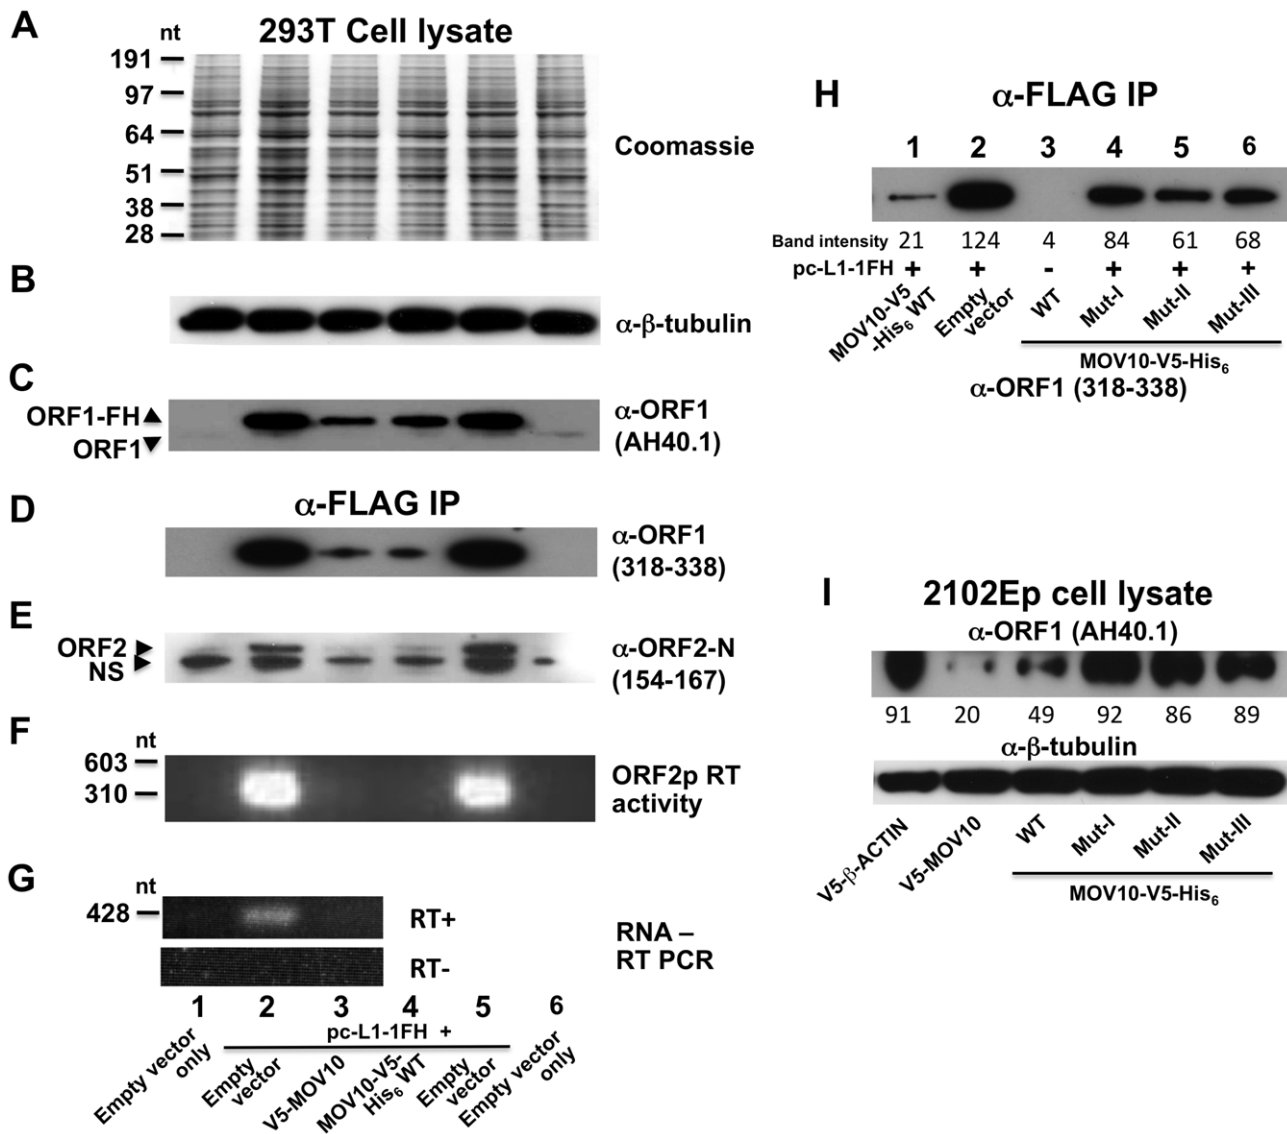 A
nt
293T Cell lysate
191
97
64
51
38
28
Coomassie
B
α-β-tubulin
C
ORF1-FH
ORF1
α-ORF1
(AH40.1)
D
α-FLAG IP
α-ORF1
(318-338)
E
ORF2
NS
α-ORF2-N
(154-167)
F
nt
603
310
ORF2p RT
activity
G
nt
428
RT+
RT-
RNA –
RT PCR
1 2 3 4 5 6
pc-L1-1FH +
Empty vector
only
Empty
vector
V5-MOV10
MOV10-V5-
His6 WT
Empty
vector
Empty vector
only
H
α-FLAG IP
1 2 3 4 5 6
Band intensity 21 124 4 84 61 68
pc-L1-1FH + + - + + +
MOV10-V5
-His6 WT
Empty
vector
WT
Mut-I
Mut-II
Mut-III
MOV10-V5-His6
α-ORF1 (318-338)
I
2102Ep cell lysate
α-ORF1 (AH40.1)
91 20 49 92 86 89
α-β-tubulin
V5-β-ACTIN
V5-MOV10
WT
Mut-I
Mut-II
Mut-III
MOV10-V5-His6